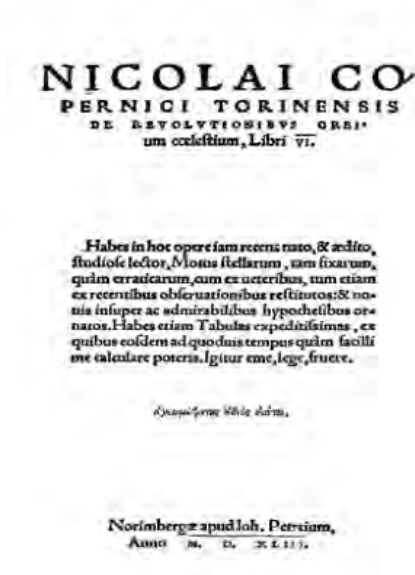 NICOLAI CO
PERNICI TORINENSIS
DE REVOLVTIONIBVS ORBI-
um cœlestium, Libri VI.
Habes in hoc opere iam recens nato, & ædito,
studiose lector, Motus stellarum, tam fixarum,
quàm erraticarum, cum ex ueteribus, tum etiam
ex recentibus obseruationibus restitutos: & no-
uis insuper ac admirabilibus hypothesibus or-
natos. Habes etiam Tabulas expeditissimas, ex
quibus eosdem ad quoduis tempus quàm facilli
me calculare poteris. Igitur eme, lege, fruere.
Norimbergæ apud Ioh. Petreium,
Anno M. D. XLIII.